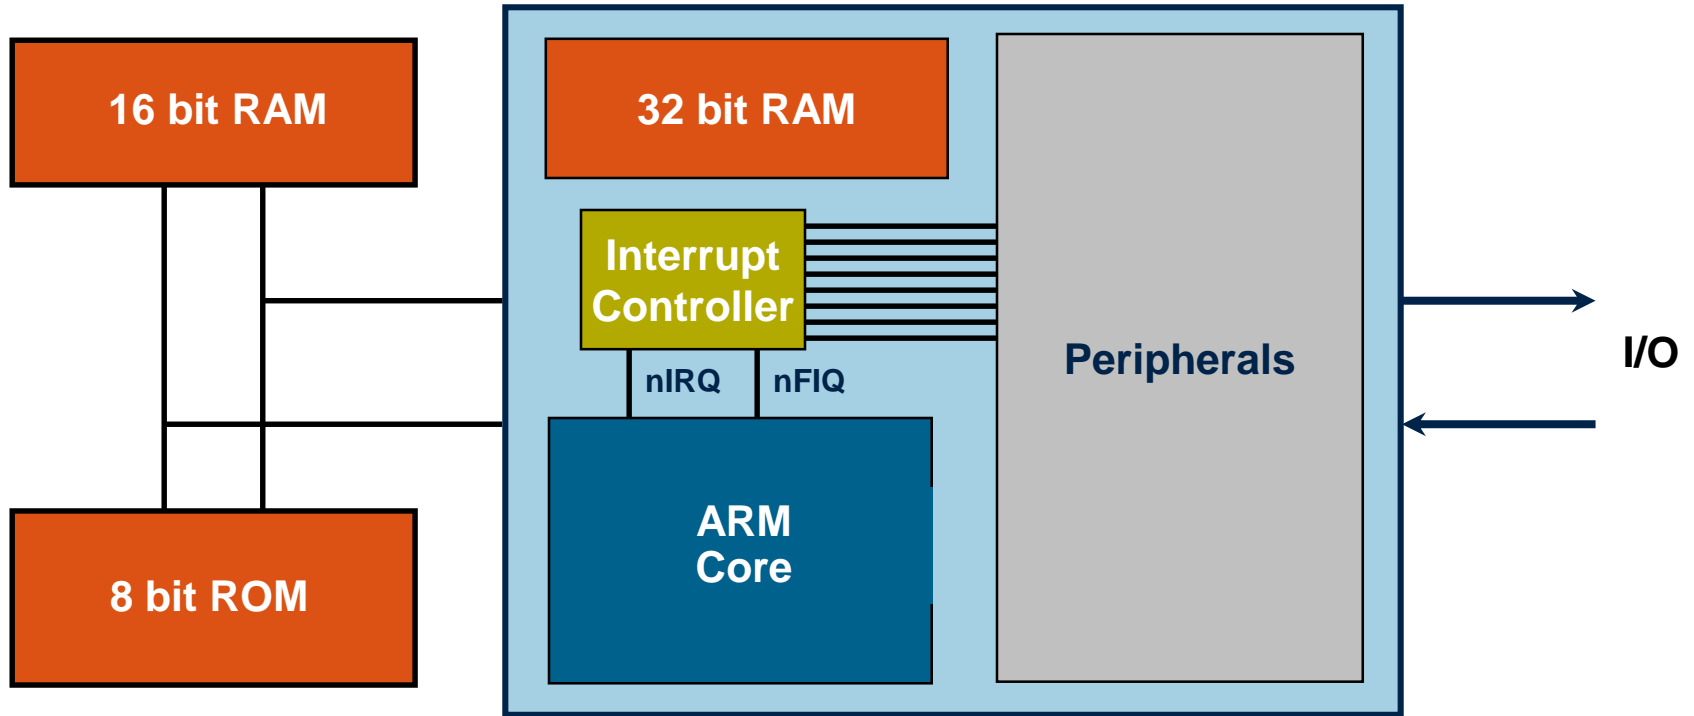 16 bit RAM
32 bit RAM
Interrupt
Controller
nIRQ
nFIQ
Peripherals
I/O
ARM
Core
8 bit ROM